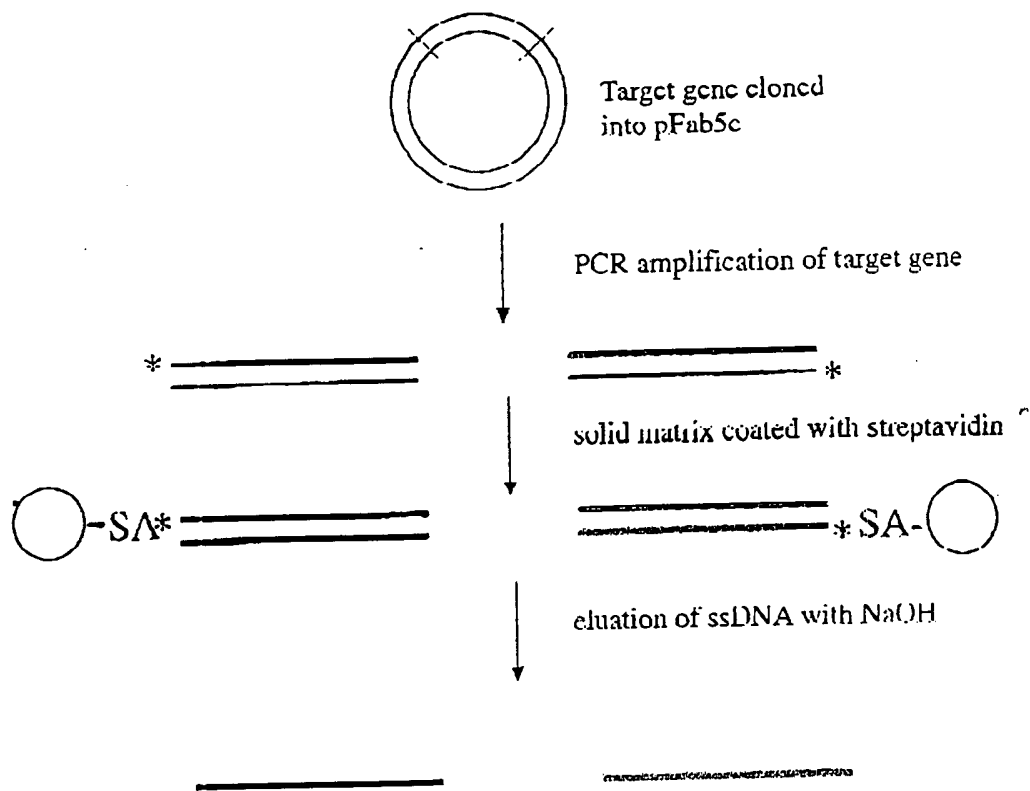 Target gene cloned
into pFab5c
PCR amplification of target gene
*
*
solid matrix coated with streptavidin
-SA*
*SA-
eluation of ssDNA with NaOH